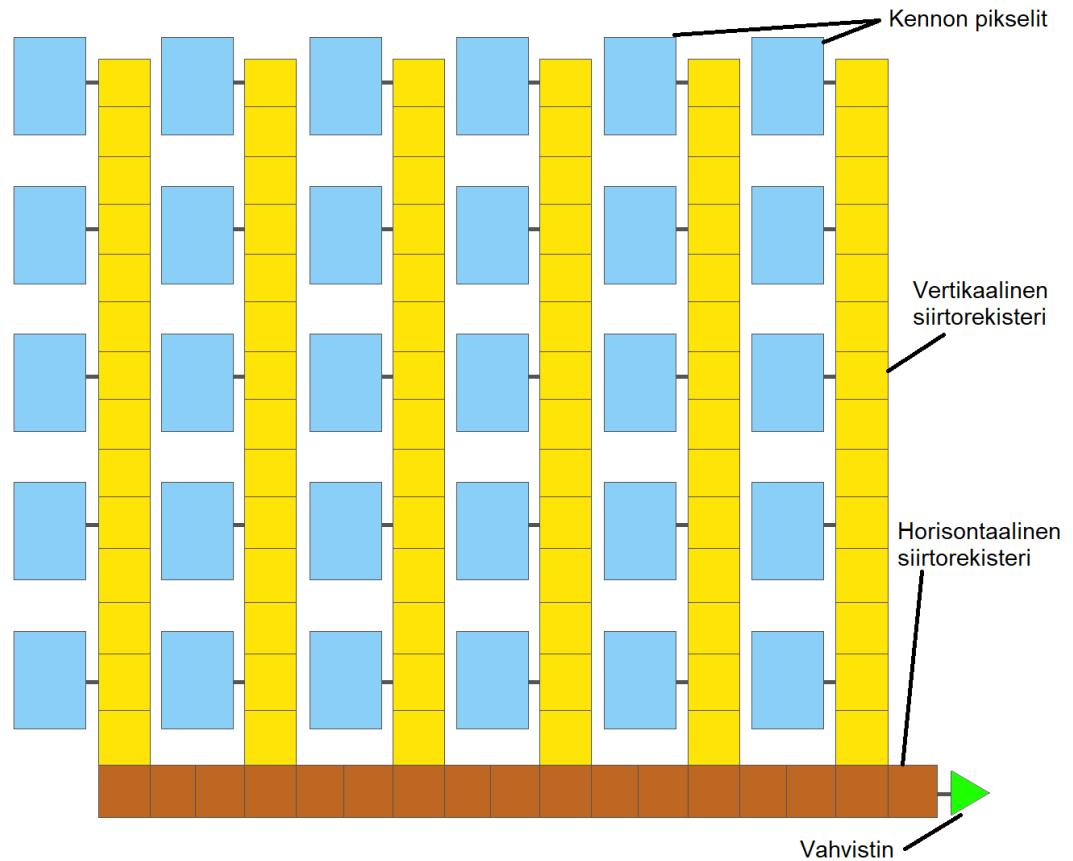 Kennon pikselit
Vertikaalinen
siirtorekisteri
Horisontaalinen
siirtorekisteri
Vahvistin